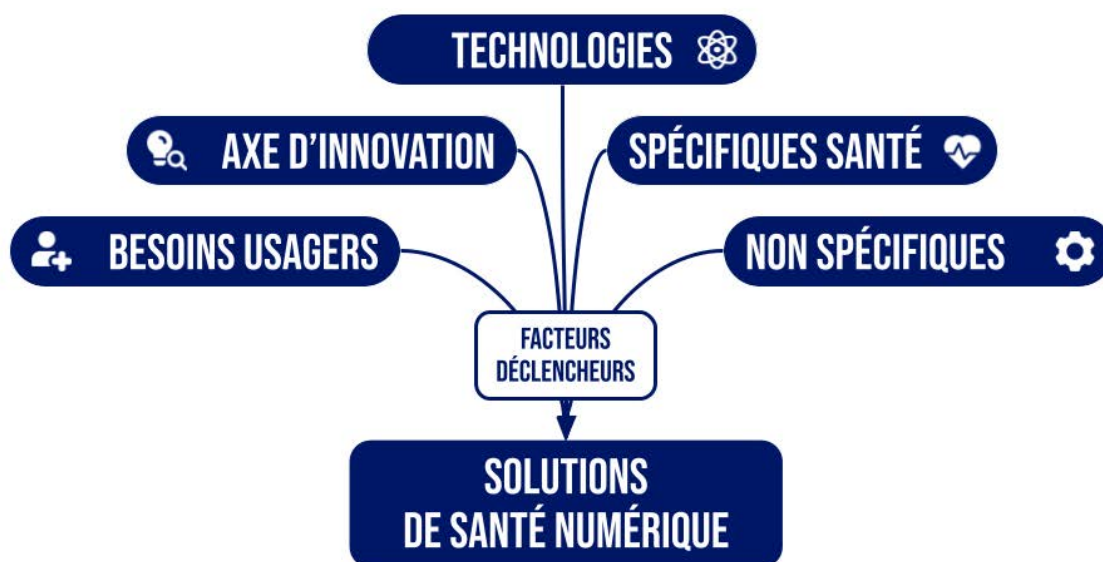 TECHNOLOGIES
AXE D’INNOVATION
SPÉCIFIQUES SANTÉ
BESOINS USAGERS
NON SPÉCIFIQUES
FACTEURS
DÉCLENCHEURS
SOLUTIONS
DE SANTÉ NUMÉRIQUE